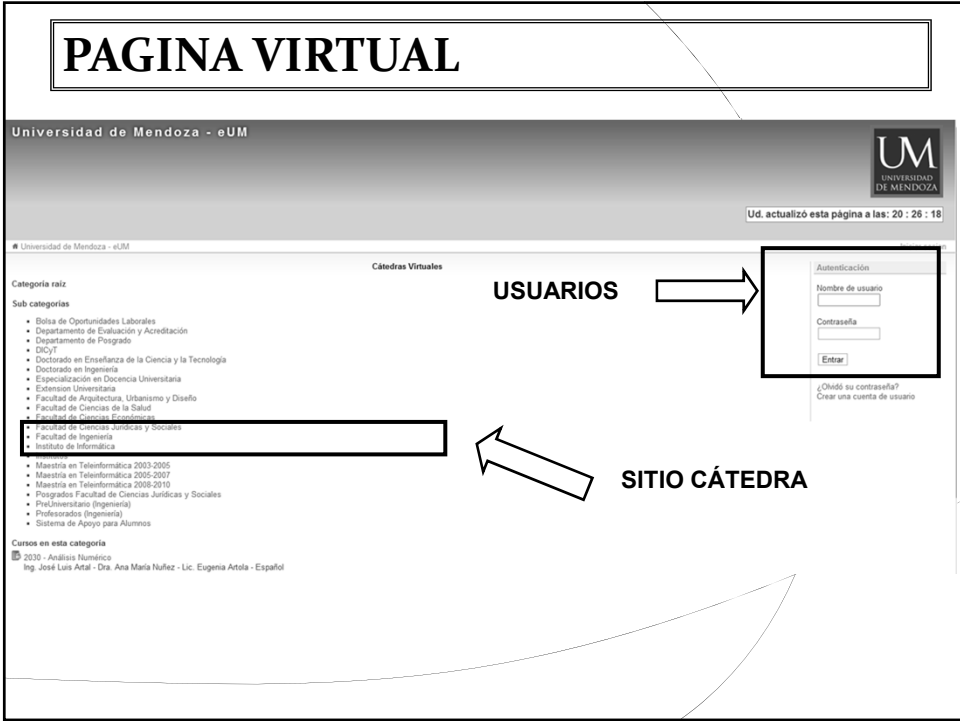 PAGINA VIRTUAL
Universidad de Mendoza - eUM
UM
UNIVERSIDAD
DE MENDOZA
Ud. actualizó esta página a las: 20 : 26 : 18
Universidad de Mendoza - eUM
Cátedras Virtuales
Categoría raíz
Sub categorías
Bolsa de Oportunidades Laborales
Departamento de Evaluación y Acreditación
Departamento de Posgrado
DICyT
Doctorado en Enseñanza de la Ciencia y la Tecnología
Doctorado en Ingeniería
Especialización en Docencia Universitaria
Extension Universitaria
Facultad de Arquitectura, Urbanismo y Diseño
Facultad de Ciencias de la Salud
Facultad de Ciencias Económicas
Facultad de Ciencias Jurídicas y Sociales
Facultad de Ingeniería
Instituto de Informática
Institutos
Maestría en Teleinformática 2003-2005
Maestría en Teleinformática 2005-2007
Maestría en Teleinformática 2008-2010
Posgrados Facultad de Ciencias Jurídicas y Sociales
PreUniversitario (Ingeniería)
Profesorados (Ingeniería)
Sistema de Apoyo para Alumnos
Cursos en esta categoría
2030 - Análisis Numérico
Ing. José Luis Artal - Dra. Ana María Nuñez - Lic. Eugenia Artola - Español
USUARIOS
Autenticación
Nombre de usuario
Contraseña
Entrar
¿Olvidó su contraseña?
Crear una cuenta de usuario
SITIO CÁTEDRA